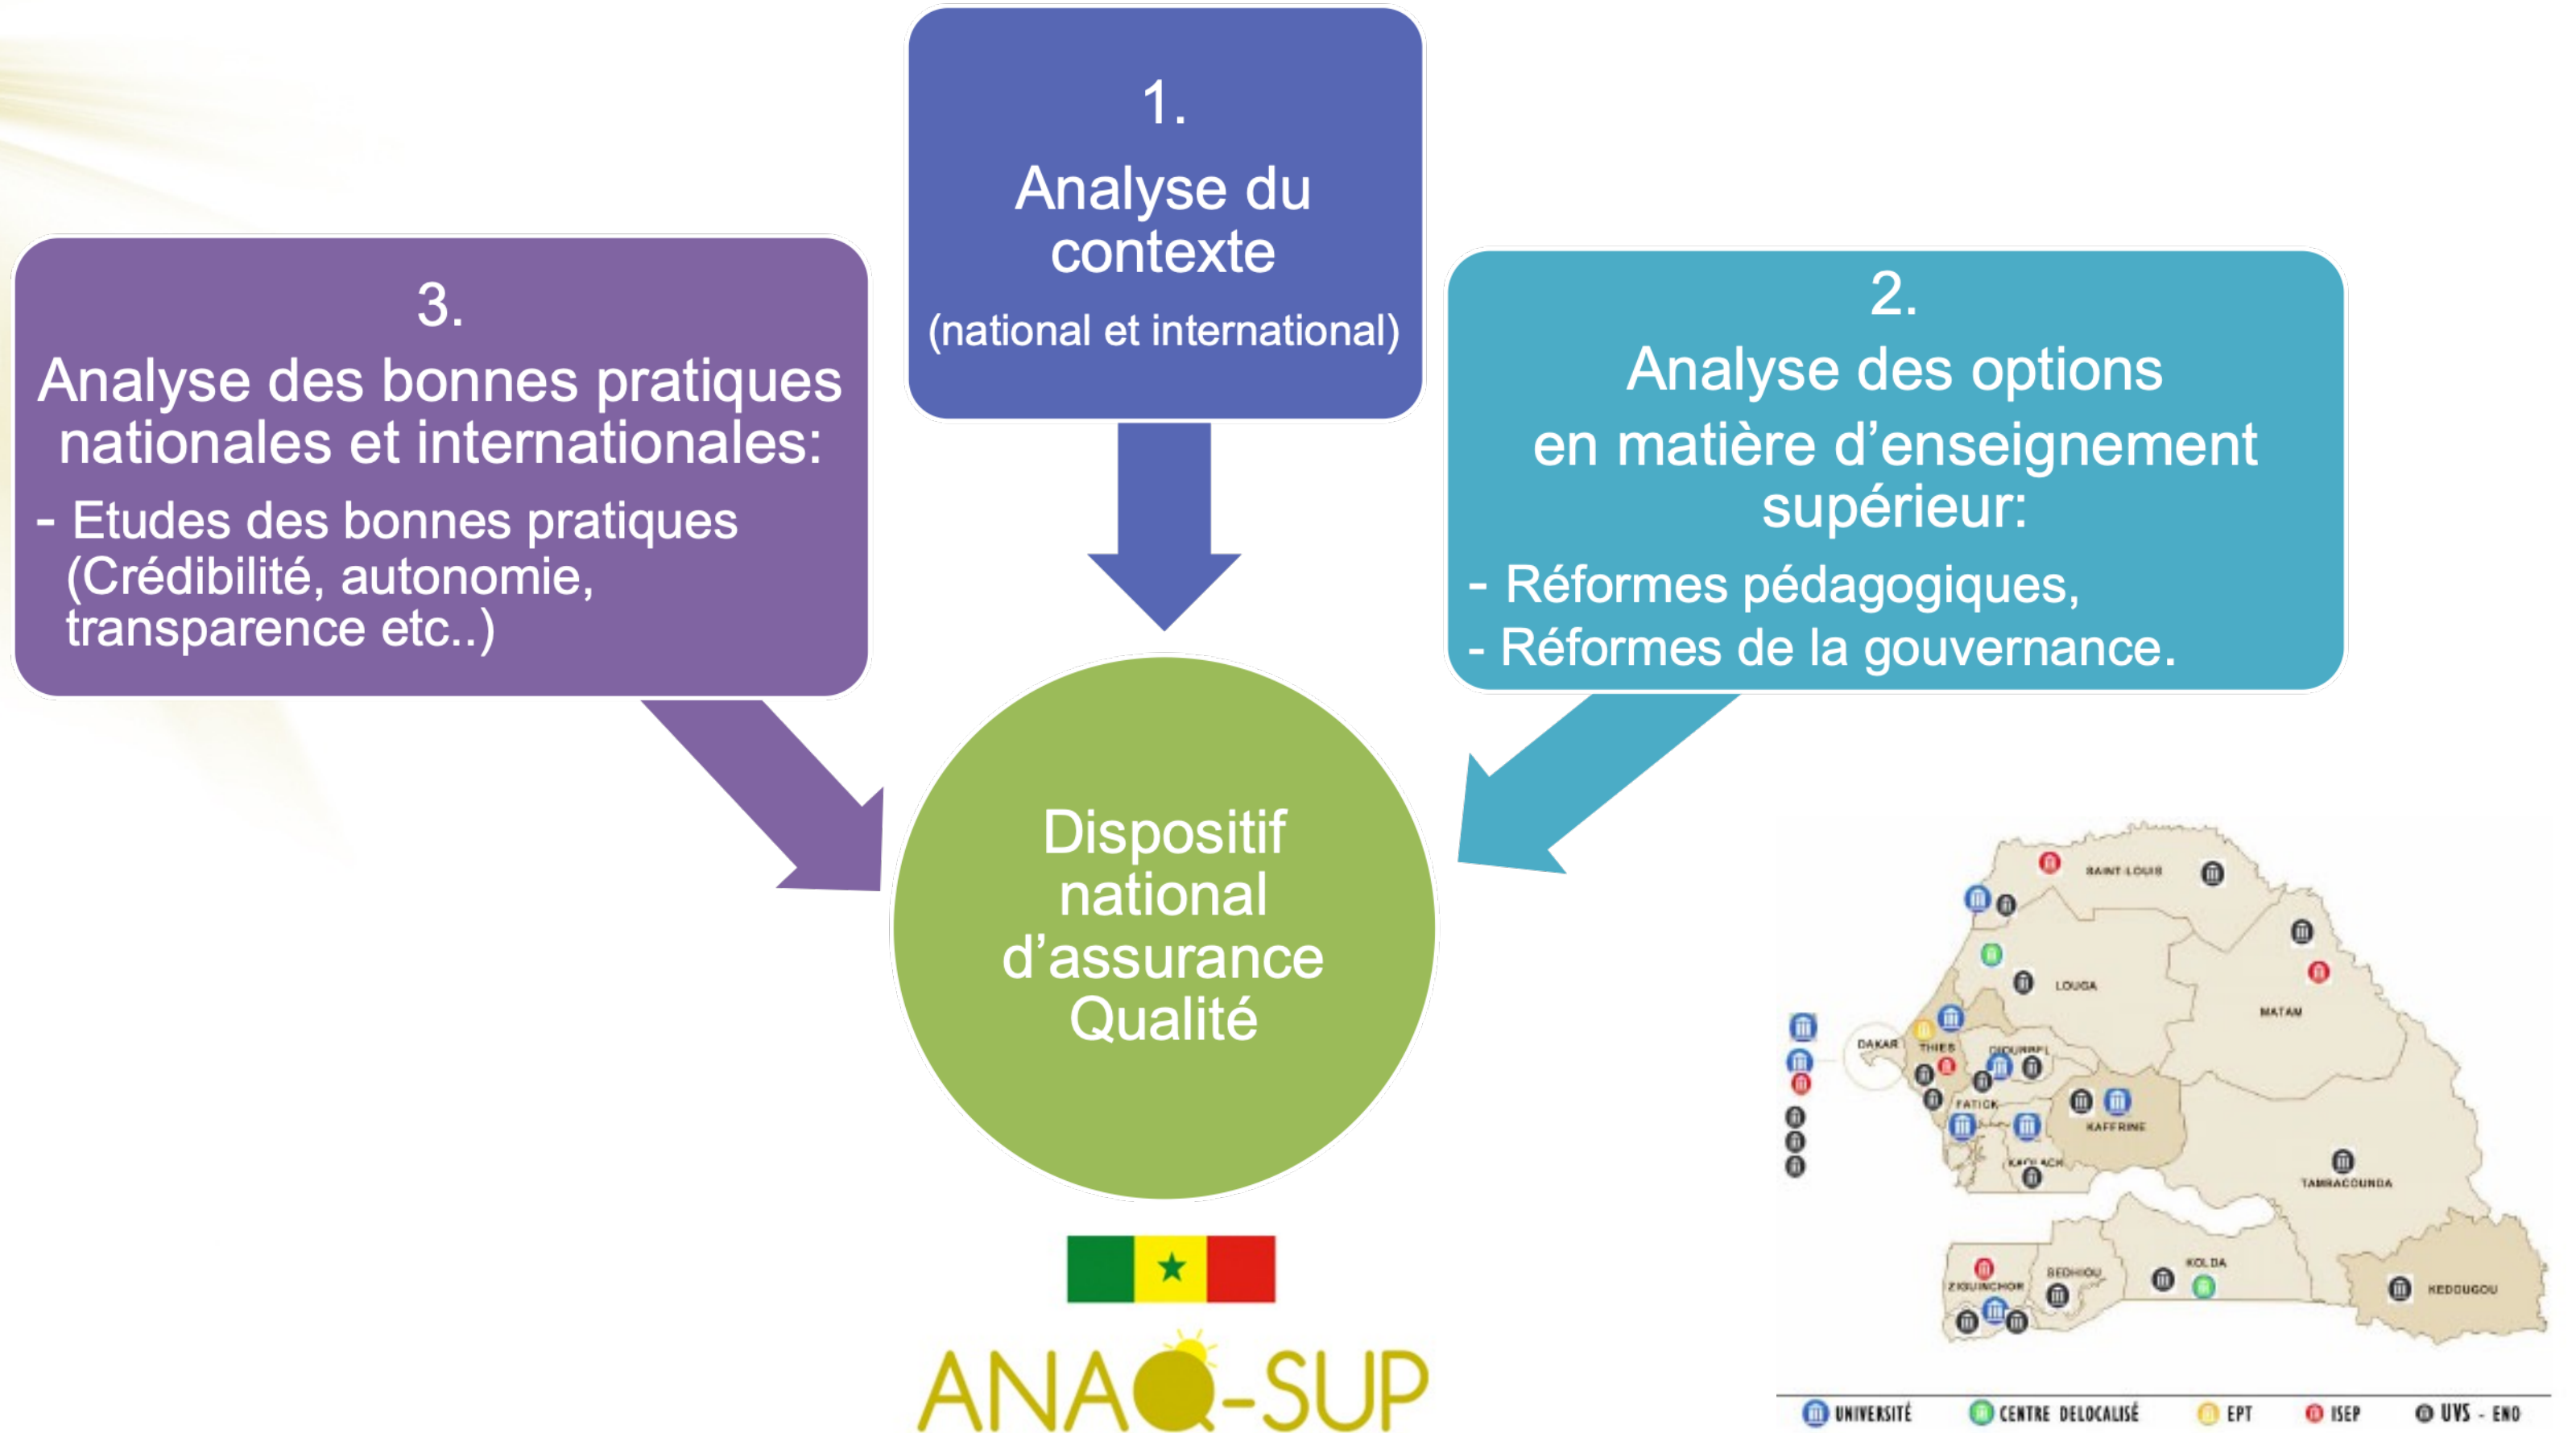 1.
Analyse du
contexte
(national et international)
2.
Analyse des options
en matière d’enseignement
supérieur:
- Réformes pédagogiques,
- Réformes de la gouvernance.
3.
Analyse des bonnes pratiques
nationales et internationales:
- Etudes des bonnes pratiques
(Crédibilité, autonomie,
transparence etc..)
Dispositif
national
d’assurance
Qualité
ANAQ-SUP
SAINT-LOUIS
LOUGA
MATAM
DAKAR
THIES
DIOURBEL
FATICK
KAFFRINE
KAOLACK
TAMBACOUNDA
ZIGUINCHOR
SEDHIOU
KOLDA
KEDOUGOU
UNIVERSITÉ
CENTRE DELOCALISÉ
EPT
ISEP
UVS - ENO